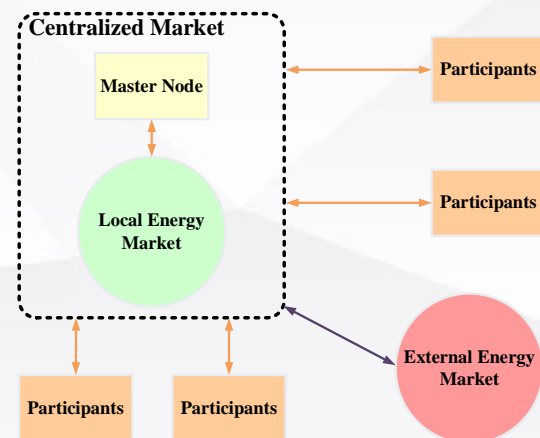 Centralized Market
Master Node
Participants
Participants
Local Energy
Market
External Energy
Market
Participants
Participants